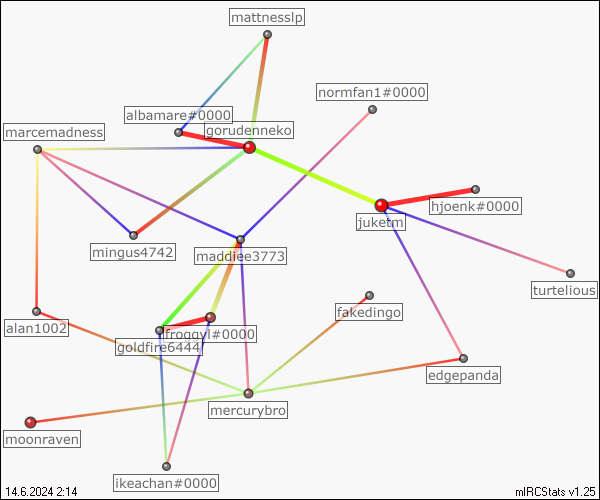 mattnesslp
normfan1#0000
albamare#0000
gorudenneko
marcemadness
hjoenk#0000
juketm
mingus4742
maddiee3773
turtelious
fakedingo
alan1002
froggyl#0000
goldfire6444
edgepanda
mercurybro
moonraven
ikeachan#0000
14.6.2024 2:14
mIRCStats v1.25